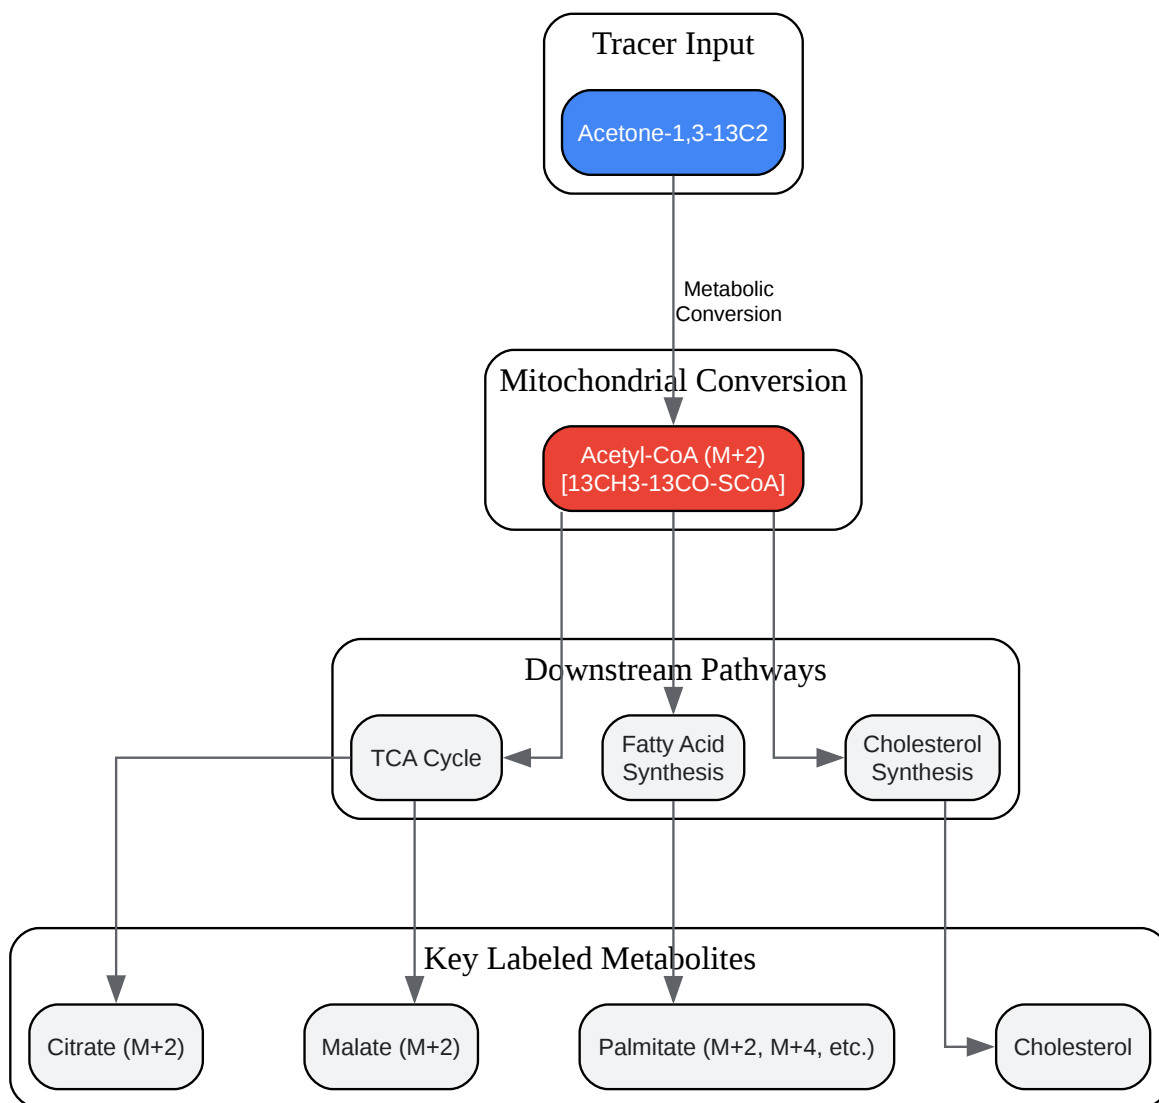 Tracer Input
Acetone-1,3-13C2
Metabolic
Conversion
Mitochondrial Conversion
Acetyl-CoA (M+2)
[13CH3-13CO-SCoA]
Downstream Pathways
TCA Cycle
Fatty Acid
Synthesis
Cholesterol
Synthesis
Key Labeled Metabolites
Citrate (M+2)
Malate (M+2)
Palmitate (M+2, M+4, etc.)
Cholesterol